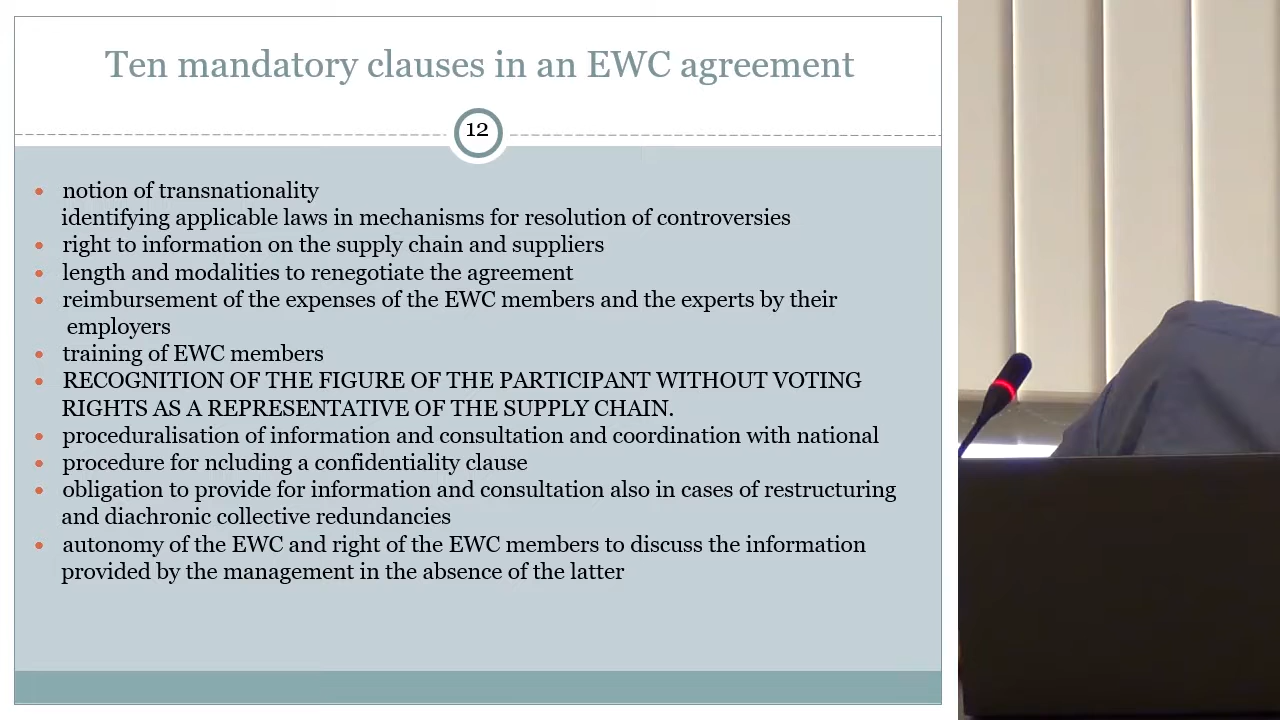 Ten mandatory clauses in an EWC agreement
12
notion of transnationality
identifying applicable laws in mechanisms for resolution of controversies
right to information on the supply chain and suppliers
length and modalities to renegotiate the agreement
reimbursement of the expenses of the EWC members and the experts by their
employers
training of EWC members
RECOGNITION OF THE FIGURE OF THE PARTICIPANT WITHOUT VOTING
RIGHTS AS A REPRESENTATIVE OF THE SUPPLY CHAIN.
proceduralisation of information and consultation and coordination with national
procedure for ncluding a confidentiality clause
obligation to provide for information and consultation also in cases of restructuring
and diachronic collective redundancies
autonomy of the EWC and right of the EWC members to discuss the information
provided by the management in the absence of the latter